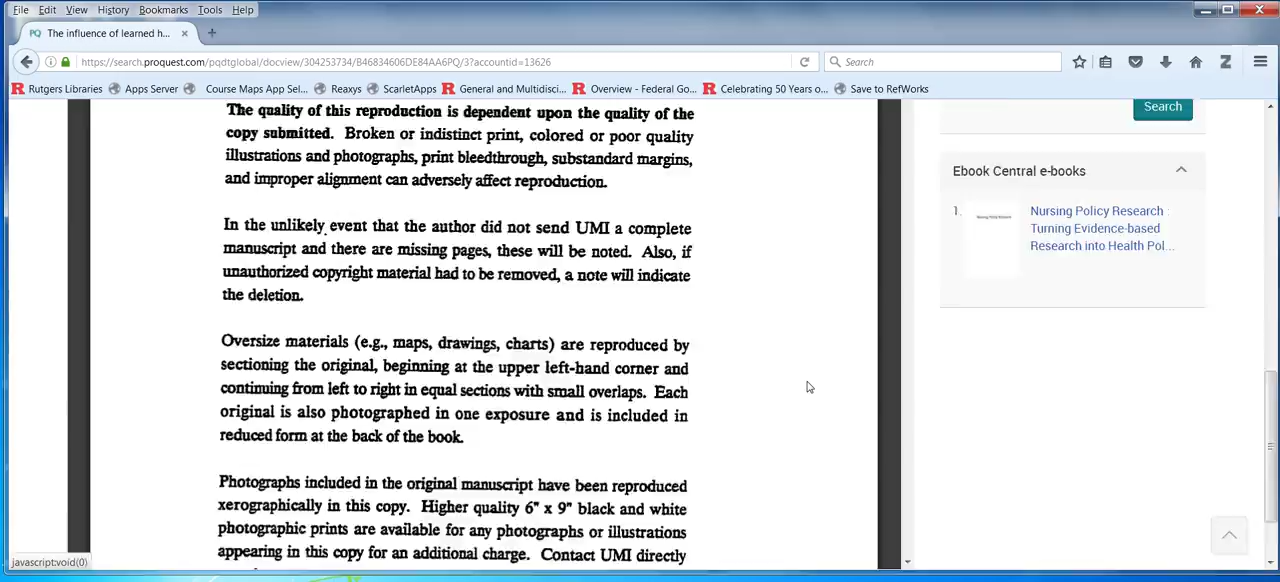 File Edit View History Bookmarks Tools Help
The influence of learned h...
https://search.proquest.com/pqdtglobal/docview/304253734/B46834606DE84AA6PQ/3?accountid=13626
Search
Rutgers Libraries Apps Server Course Maps App Sel... Reaxys ScarletApps General and Multidisci... Overview - Federal Go... Celebrating 50 Years o... Save to RefWorks
The quality of this reproduction is dependent upon the quality of the
copy submitted. Broken or indistinct print, colored or poor quality
illustrations and photographs, print bleedthrough, substandard margins,
and improper alignment can adversely affect reproduction.
In the unlikely event that the author did not send UMI a complete
manuscript and there are missing pages, these will be noted. Also, if
unauthorized copyright material had to be removed, a note will indicate
the deletion.
Oversize materials (e.g., maps, drawings, charts) are reproduced by
sectioning the original, beginning at the upper left-hand corner and
continuing from left to right in equal sections with small overlaps. Each
original is also photographed in one exposure and is included in
reduced form at the back of the book.
Photographs included in the original manuscript have been reproduced
xerographically in this copy. Higher quality 6" x 9" black and white
photographic prints are available for any photographs or illustrations
appearing in this copy for an additional charge. Contact UMI directly
Search
Ebook Central e-books
1.
Nursing Policy Research :
Turning Evidence-based
Research into Health Pol...
javascript:void(0)